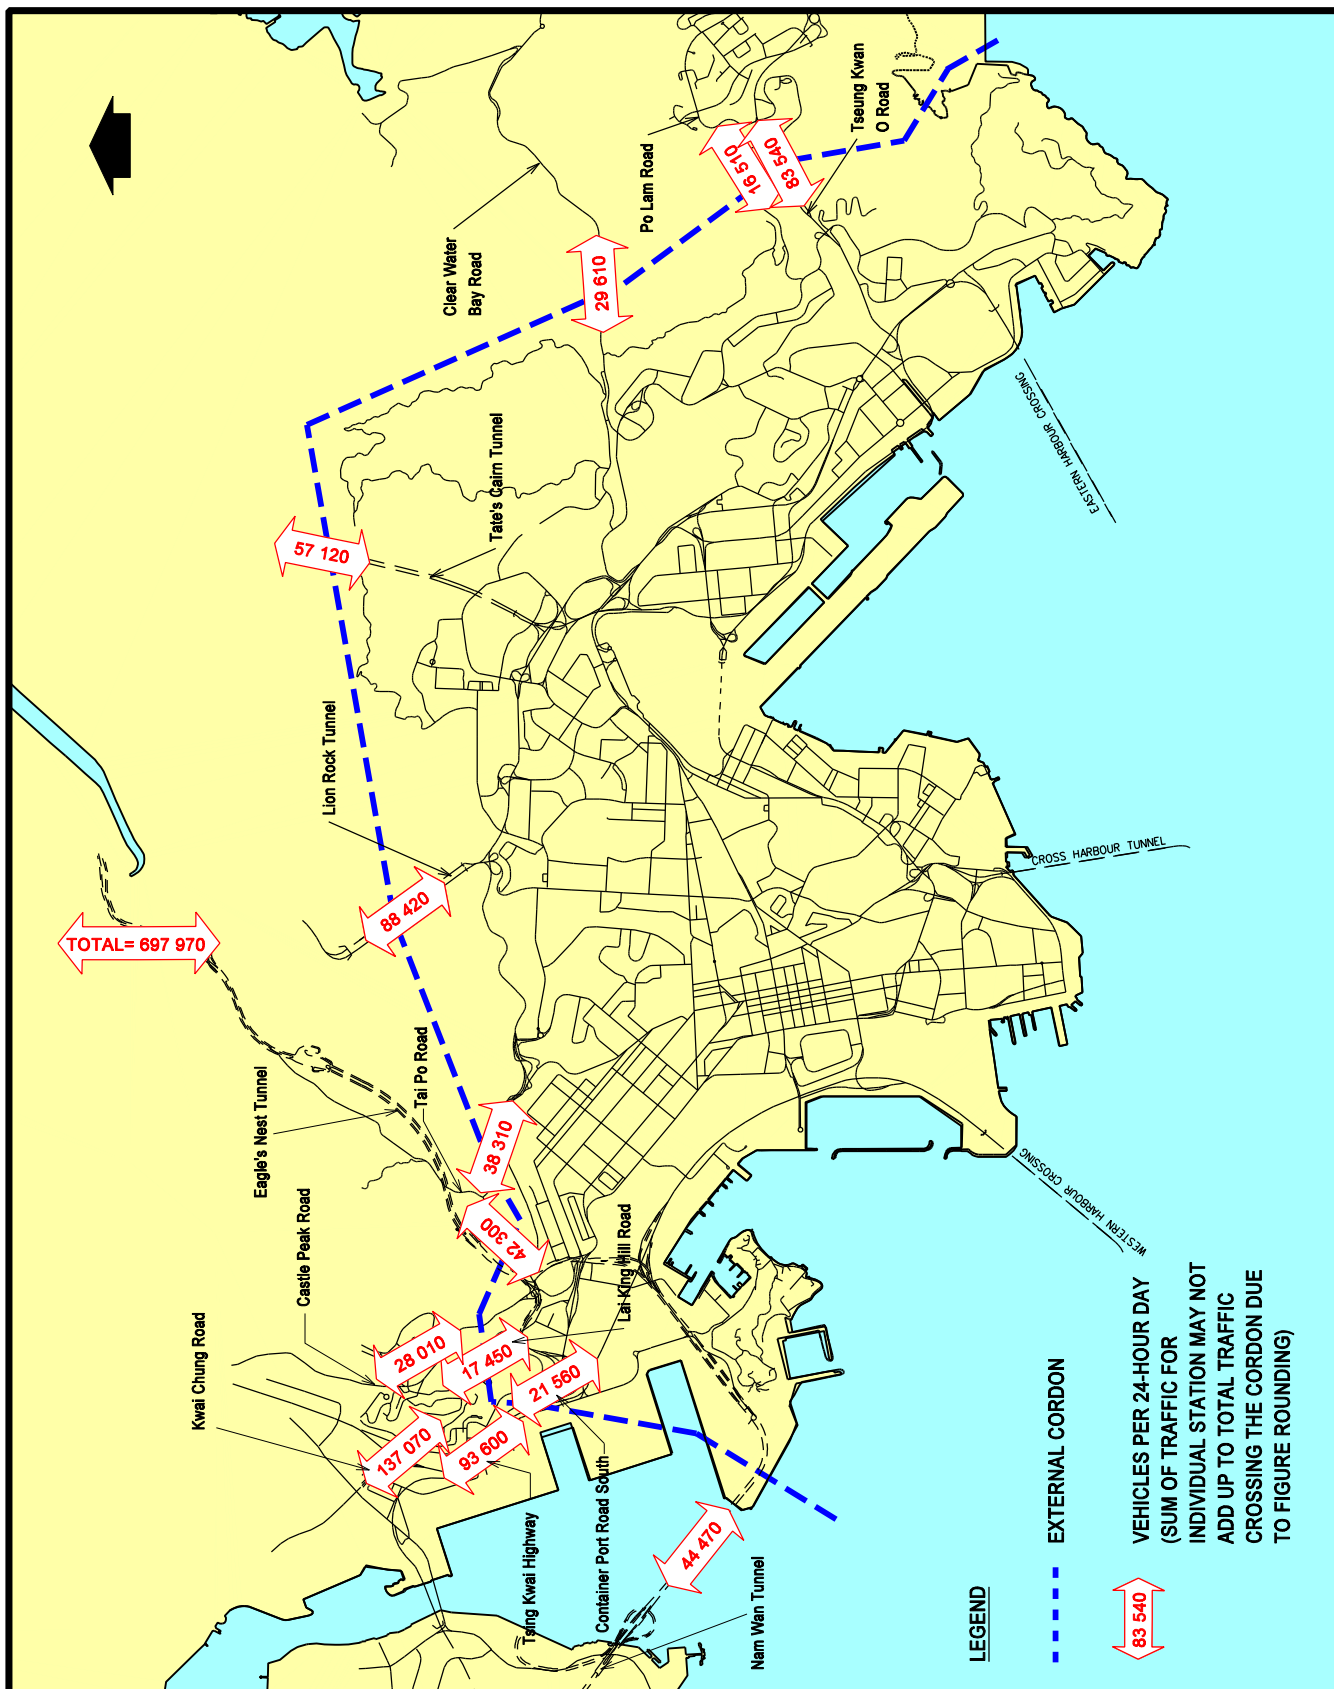 Kwai Chung Road
Castle Peak Road
Eagle's Nest Tunnel
Tai Po Road
Lion Rock Tunnel
Tate's Cairn Tunnel
Clear Water
Bay Road
Po Lam Road
Tseung Kwan
O Road
TOTAL= 697 970
137 070
93 600
28 010
17 450
21 560
42 300
38 310
88 420
57 120
29 610
16 510
83 540
44 470
Lai King Hill Road
Tsing Kwai Highway
Container Port Road South
Nam Wan Tunnel
WESTERN HARBOUR CROSSING
CROSS HARBOUR TUNNEL
EASTERN HARBOUR CROSSING
LEGEND
EXTERNAL CORDON
83 540
VEHICLES PER 24-HOUR DAY
(SUM OF TRAFFIC FOR
INDIVIDUAL STATION MAY NOT
ADD UP TO TOTAL TRAFFIC
CROSSING THE CORDON DUE
TO FIGURE ROUNDING)